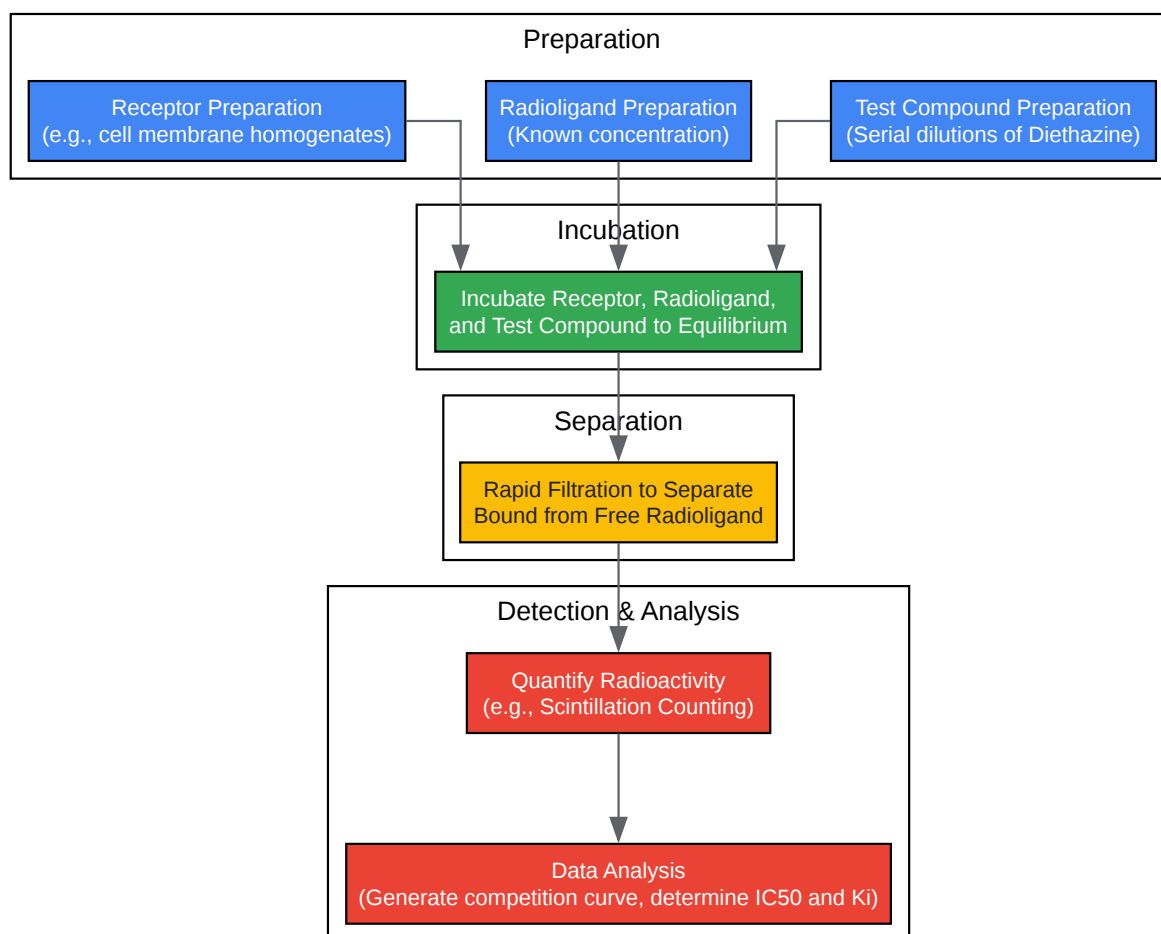 Preparation
Receptor Preparation
(e.g., cell membrane homogenates)
Radioligand Preparation
(Known concentration)
Test Compound Preparation
(Serial dilutions of Diethazine)
Incubation
Incubate Receptor, Radioligand,
and Test Compound to Equilibrium
Separation
Rapid Filtration to Separate
Bound from Free Radioligand
Detection & Analysis
Quantify Radioactivity
(e.g., Scintillation Counting)
Data Analysis
(Generate competition curve, determine IC50 and Ki)